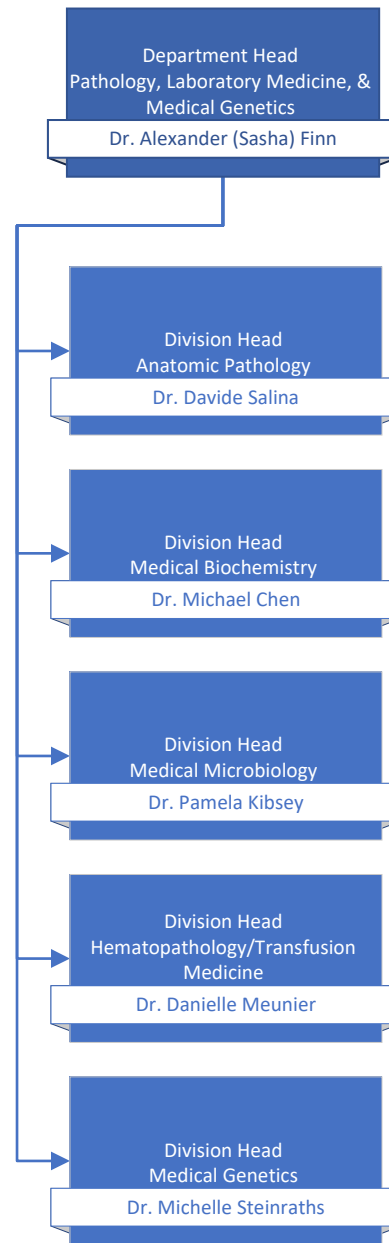 Department Head
Pathology, Laboratory Medicine, &
Medical Genetics
Dr. Alexander (Sasha) Finn
Division Head
Anatomic Pathology
Dr. Davide Salina
Division Head
Medical Biochemistry
Dr. Michael Chen
Division Head
Medical Microbiology
Dr. Pamela Kibsey
Division Head
Hematopathology/Transfusion
Medicine
Dr. Danielle Meunier
Division Head
Medical Genetics
Dr. Michelle Steinraths